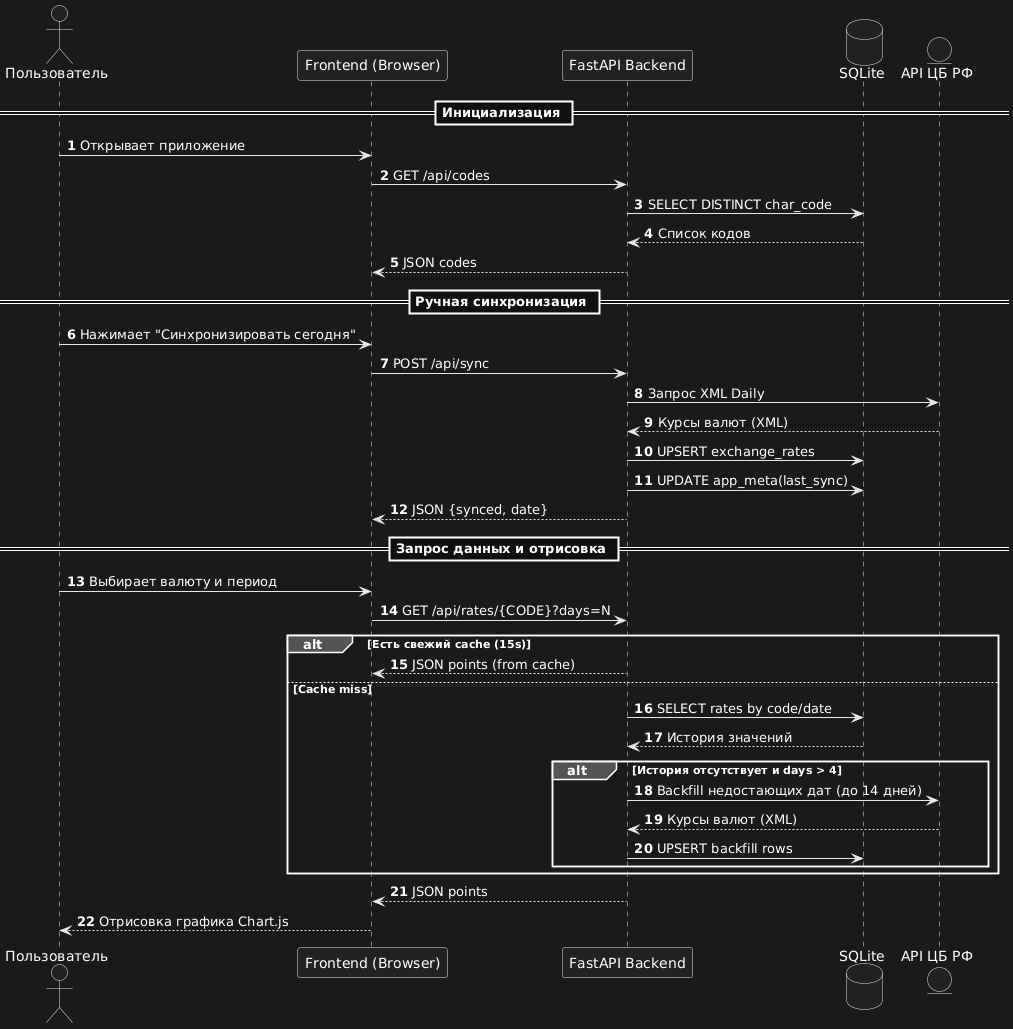 Пользователь
Frontend (Browser)
FastAPI Backend
SQLite
API ЦБ РФ
Инициализация
1 Открывает приложение
2 GET /api/codes
3 SELECT DISTINCT char_code
4 Список кодов
5 JSON codes
Ручная синхронизация
6 Нажимает "Синхронизировать сегодня"
7 POST /api/sync
8 Запрос XML Daily
9 Курсы валют (XML)
10 UPSERT exchange_rates
11 UPDATE app_meta(last_sync)
12 JSON {synced, date}
Запрос данных и отрисовка
13 Выбирает валюту и период
14 GET /api/rates/{CODE}?days=N
alt [Есть свежий cache (15s)]
15 JSON points (from cache)
[Cache miss]
16 SELECT rates by code/date
17 История значений
alt [История отсутствует и days > 4]
18 Backfill недостающих дат (до 14 дней)
19 Курсы валют (XML)
20 UPSERT backfill rows
21 JSON points
22 Отрисовка графика Chart.js
Пользователь
Frontend (Browser)
FastAPI Backend
SQLite
API ЦБ РФ